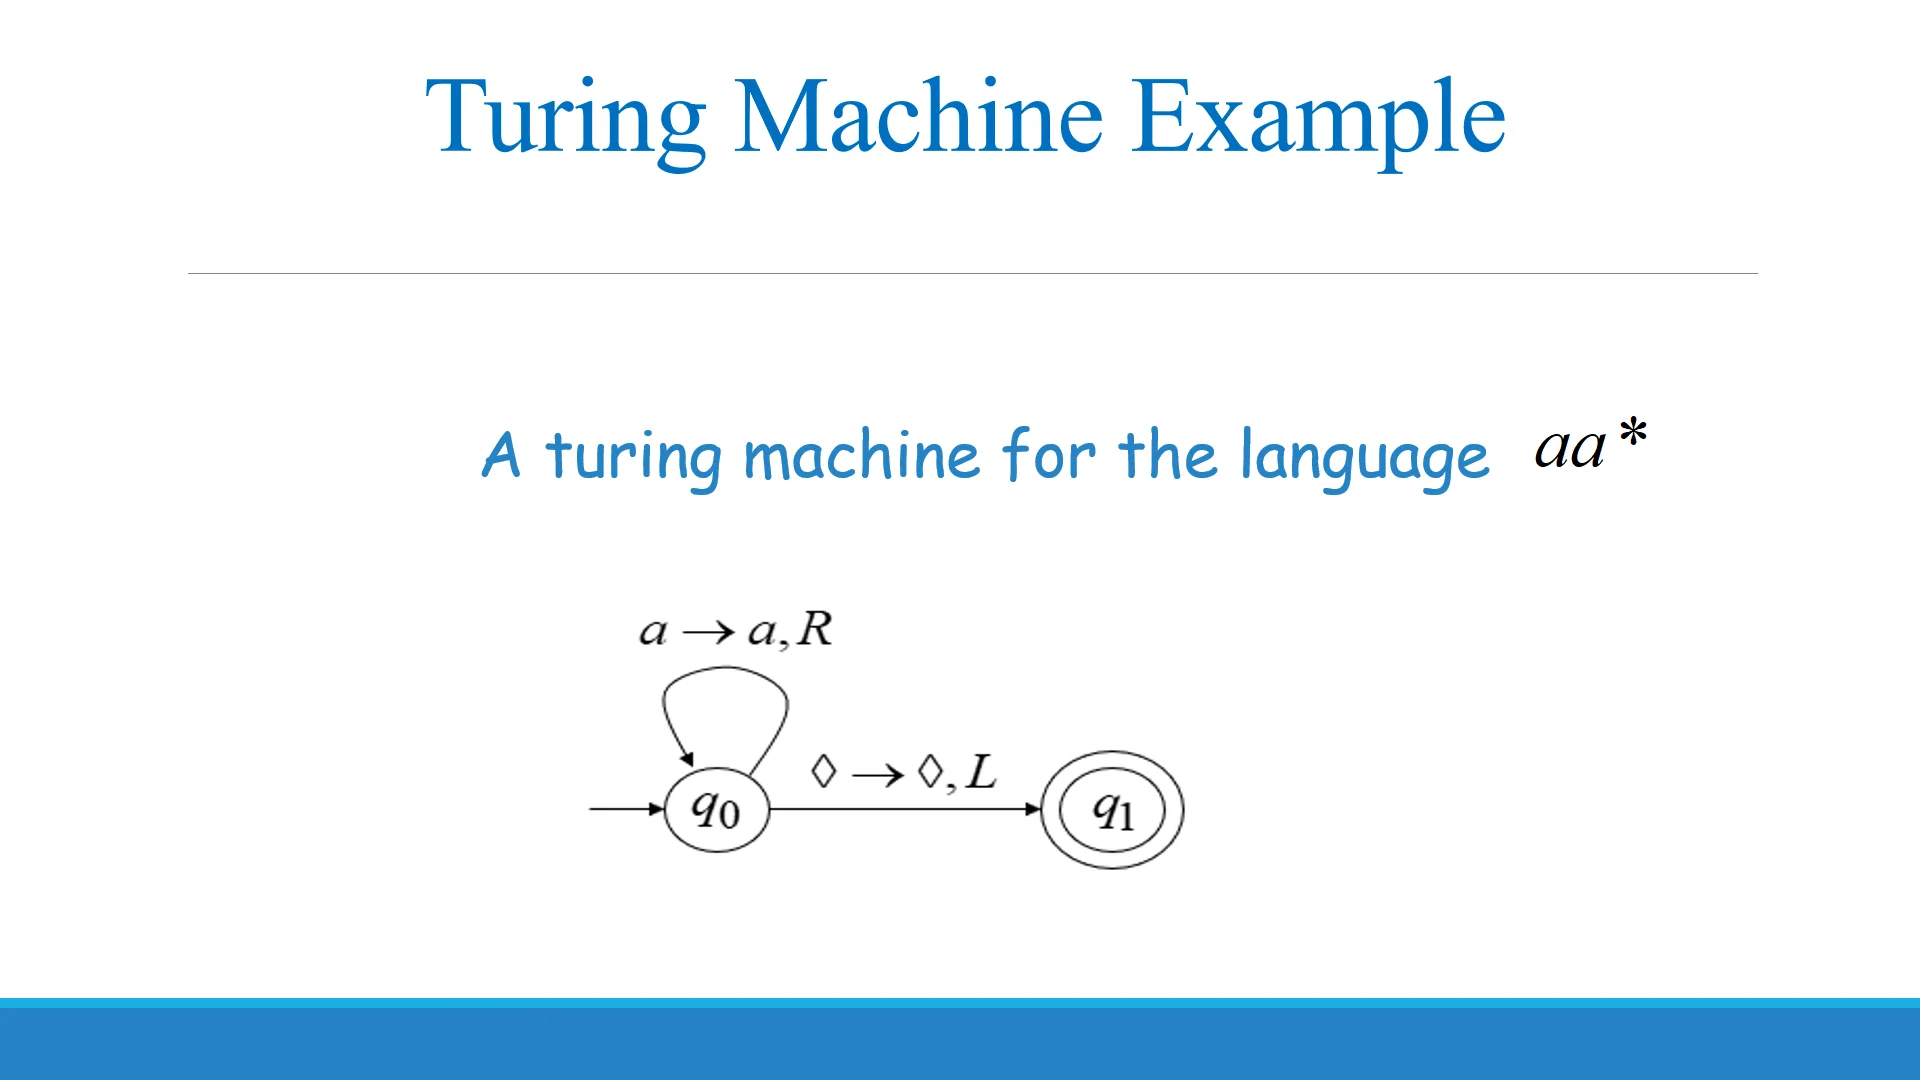 Turing Machine Example
A turing machine for the language aa*
a → a, R
◊ → ◊, L
q0 q1